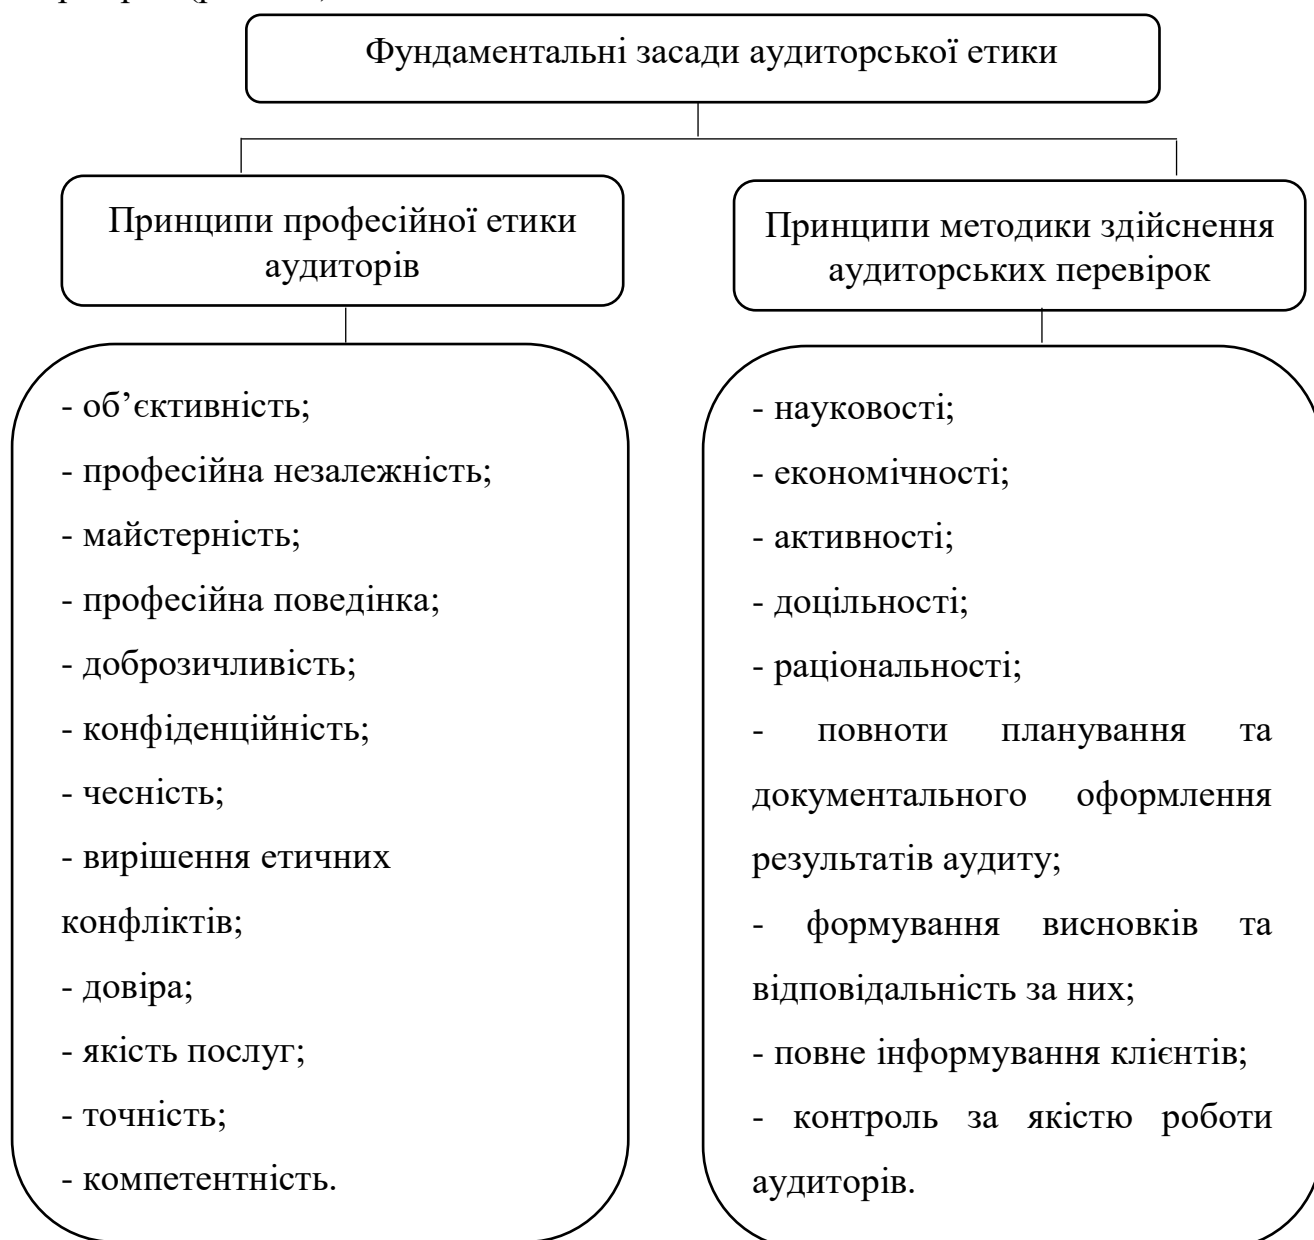 Фундаментальні засади аудиторської етики
Принципи професійної етики
аудиторів
- об’єктивність;
- професійна незалежність;
- майстерність;
- професійна поведінка;
- доброзичливість;
- конфіденційність;
- чесність;
- вирішення етичних
конфліктів;
- довіра;
- якість послуг;
- точність;
- компетентність.
Принципи методики здійснення
аудиторських перевірок
- науковості;
- економічності;
- активності;
- доцільності;
- раціональності;
- повноти планування та
документального оформлення
результатів аудиту;
- формування висновків та
відповідальність за них;
- повне інформування клієнтів;
- контроль за якістю роботи
аудиторів.